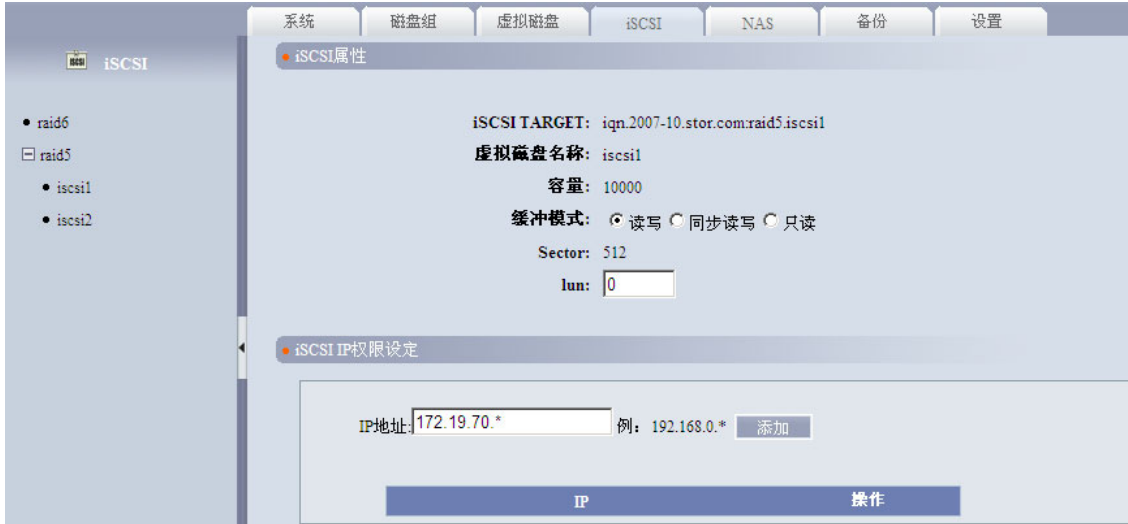 系统 磁盘组 虚拟磁盘 iSCSI NAS 备份 设置
iSCSI
raid6
raid5
iscsi1
iscsi2
iSCSI属性
iSCSI TARGET: iqn.2007-10.stor.com:raid5.iscsi1
虚拟磁盘名称: iscsi1
容量: 10000
缓冲模式: 读写 同步读写 只读
Sector: 512
lun: 0
iSCSI IP权限设定
IP地址: 172.19.70.* 例：192.168.0.* 添加
IP 操作